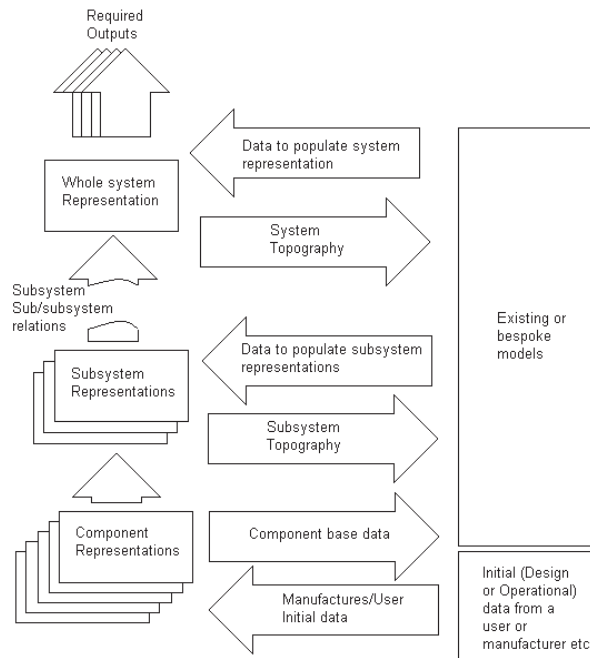 Required
Outputs
Data to populate system
representation
Whole system
Representation
System
Topography
Subsystem
Sub/subsystem
relations
Existing or
bespoke
models
Data to populate subsystem
representations
Subsystem
Representations
Subsystem
Topography
Component
Representations
Component base data
Manufactures/User
Initial data
Initial (Design
or Operational)
data from a
user or
manufacturer etc